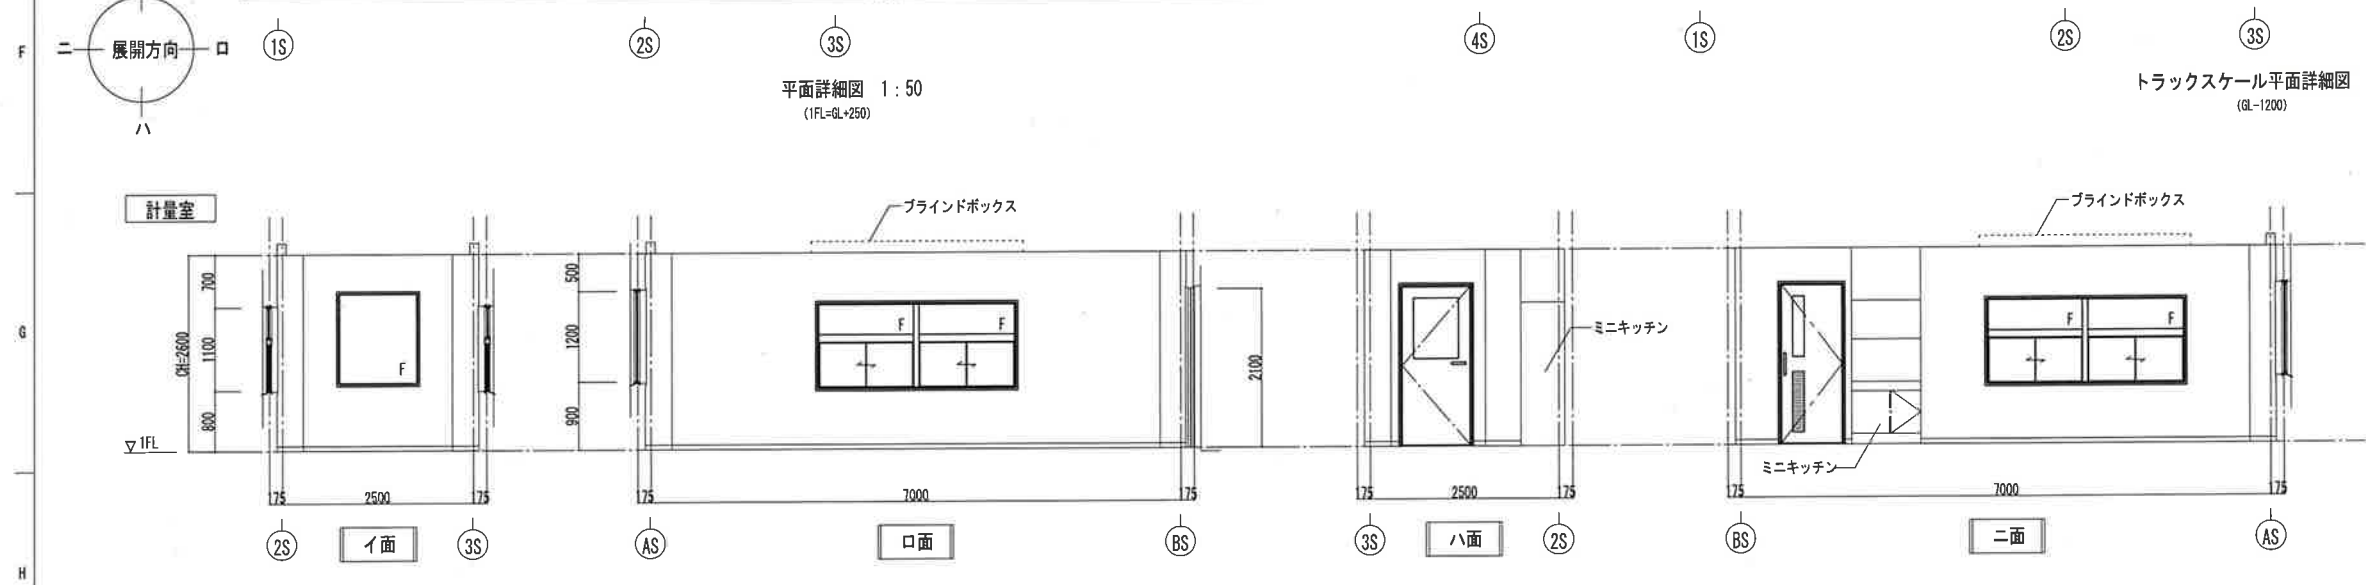 F
二
展開方向
ロ
ハ
1S
2S
3S
4S
1S
2S
3S
平面詳細図 1:50
(1FL=GL+250)
トラックスケール平面詳細図
(GL-1200)
計量室
ブラインドボックス
ブラインドボックス
G
CH=2600
700
1100
800
▽1FL
F
500
1200
900
F
F
2100
ミニキッチン
ミニキッチン
F
F
175
2500
175
175
7000
175
175
2500
175
175
7000
175
2S
イ面
3S
AS
ロ面
BS
3S
ハ面
2S
BS
二面
AS
H